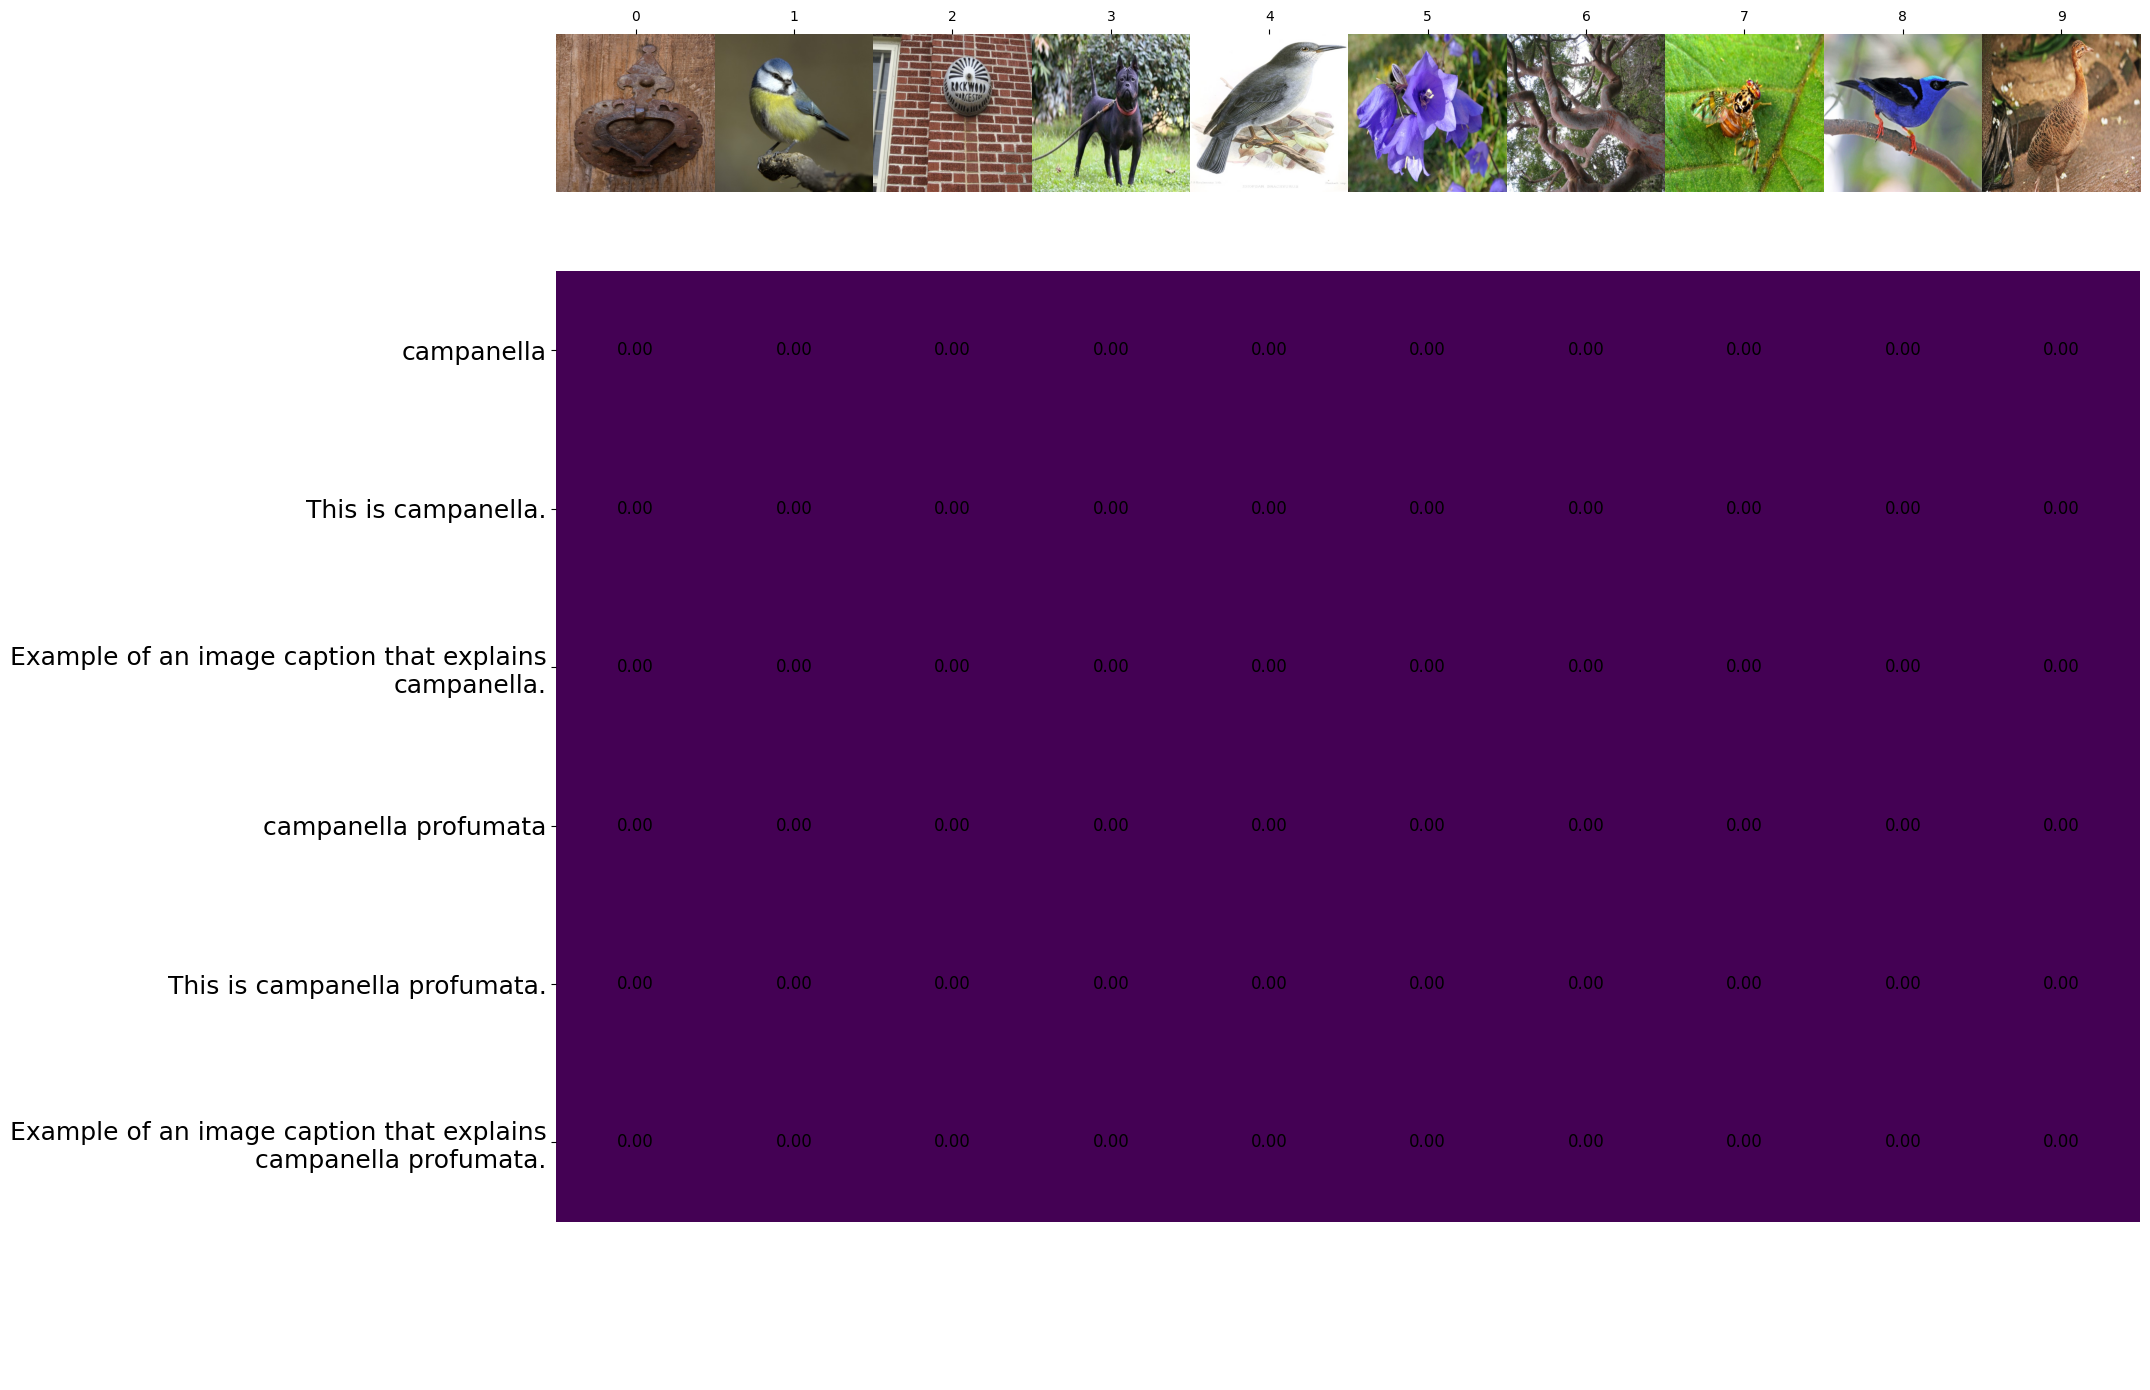 0 1 2 3 4 5 6 7 8 9
ROCKWOOD
campanella 0.00 0.00 0.00 0.00 0.00 0.00 0.00 0.00 0.00 0.00
This is campanella. 0.00 0.00 0.00 0.00 0.00 0.00 0.00 0.00 0.00 0.00
Example of an image caption that explains
campanella. 0.00 0.00 0.00 0.00 0.00 0.00 0.00 0.00 0.00 0.00
campanella profumata 0.00 0.00 0.00 0.00 0.00 0.00 0.00 0.00 0.00 0.00
This is campanella profumata. 0.00 0.00 0.00 0.00 0.00 0.00 0.00 0.00 0.00 0.00
Example of an image caption that explains
campanella profumata. 0.00 0.00 0.00 0.00 0.00 0.00 0.00 0.00 0.00 0.00